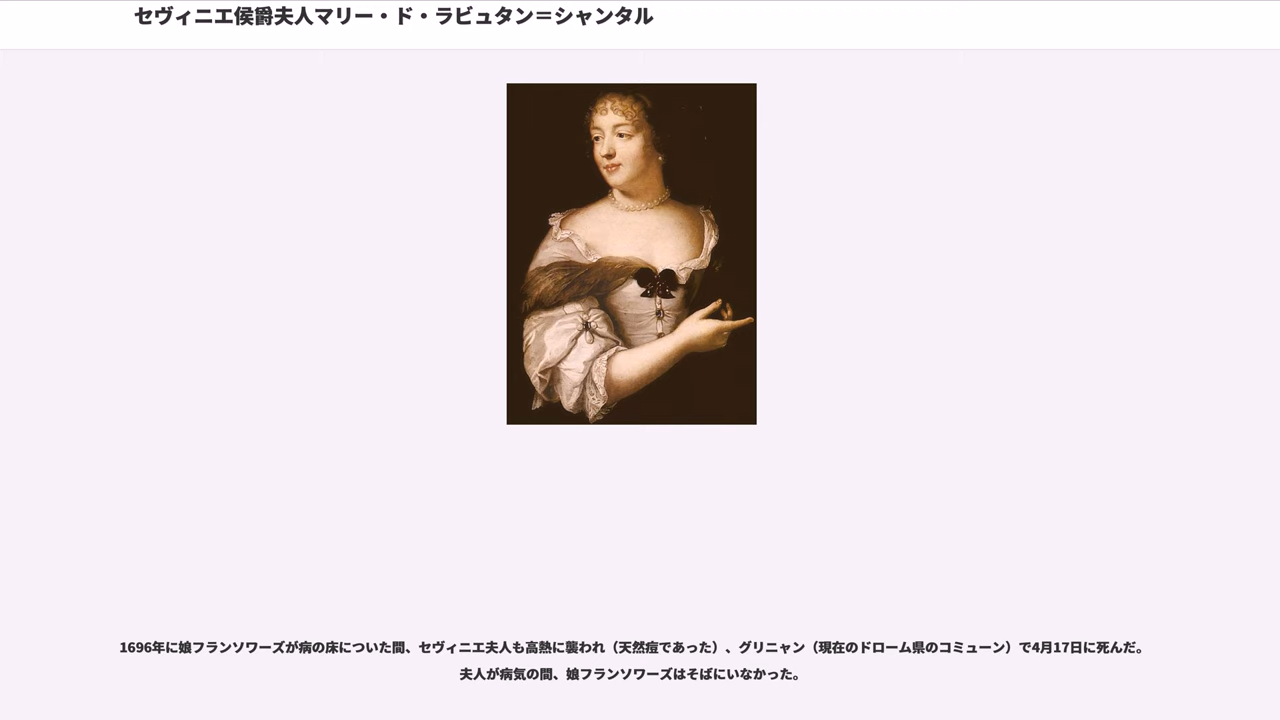 セヴィニエ侯爵夫人マリー・ド・ラビュタン＝シャンタル
1696年に娘フランソワーズが病の床についた間、セヴィニエ夫人も高熱に襲われ（天然痘であった）、グリニャン（現在のドローム県のコミューン）で4月17日に死んだ。
夫人が病気の間、娘フランソワーズはそばにいなかった。